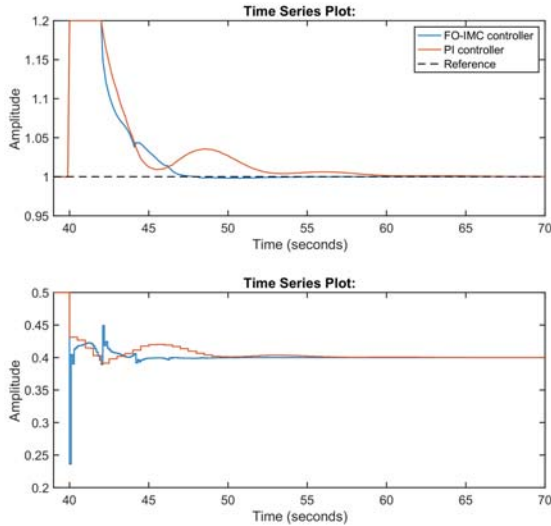 Time Series Plot:
1.2
1.15
1.1
1.05
1
0.95
Amplitude
FO-IMC controller
PI controller
Reference
40 45 50 55 60 65 70
Time (seconds)
Time Series Plot:
0.5
0.45
0.4
0.35
0.3
0.25
0.2
Amplitude
40 45 50 55 60 65 70
Time (seconds)